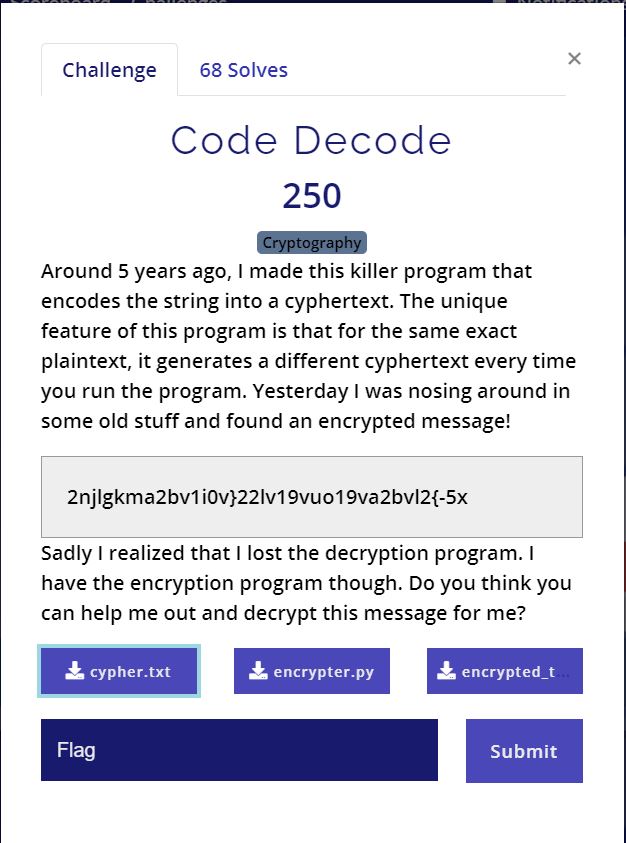 Challenge
68 Solves
×
Code Decode
250
Cryptography
Around 5 years ago, I made this killer program that
encodes the string into a cyphertext. The unique
feature of this program is that for the same exact
plaintext, it generates a different cyphertext every time
you run the program. Yesterday I was nosing around in
some old stuff and found an encrypted message!
2njlgkma2bv1i0v}22lv19vuo19va2bvl2{-5x
Sadly I realized that I lost the decryption program. I
have the encryption program though. Do you think you
can help me out and decrypt this message for me?
cypher.txt
encrypter.py
encrypted_t...
Flag
Submit